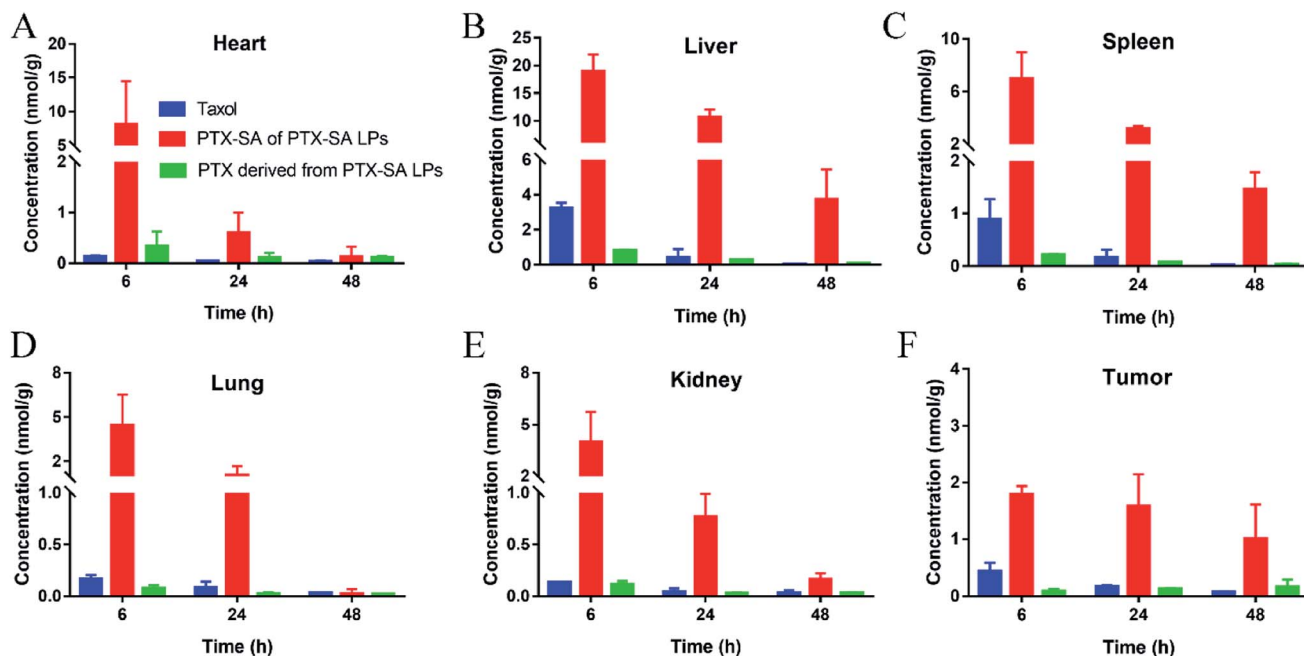 A
Heart
Concentration (nmol/g)
20
15
10
5
2
1
0
6
24
48
Time (h)
Taxol
PTX-SA of PTX-SA LPs
PTX derived from PTX-SA LPs
B
Liver
Concentration (nmol/g)
25
20
15
10
6
4
2
0
6
24
48
Time (h)
C
Spleen
Concentration (nmol/g)
10
6
2
1
0
6
24
48
Time (h)
D
Lung
Concentration (nmol/g)
8
5
2
1.0
0.5
0.0
6
24
48
Time (h)
E
Kidney
Concentration (nmol/g)
8
5
2
1.0
0.5
0.0
6
24
48
Time (h)
F
Tumor
Concentration (nmol/g)
4
3
2
1
0
6
24
48
Time (h)